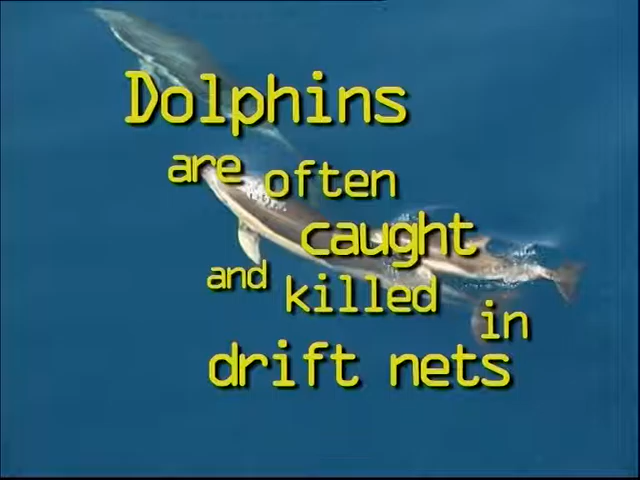 Dolphins
are often
caught
and killed
in
drift nets